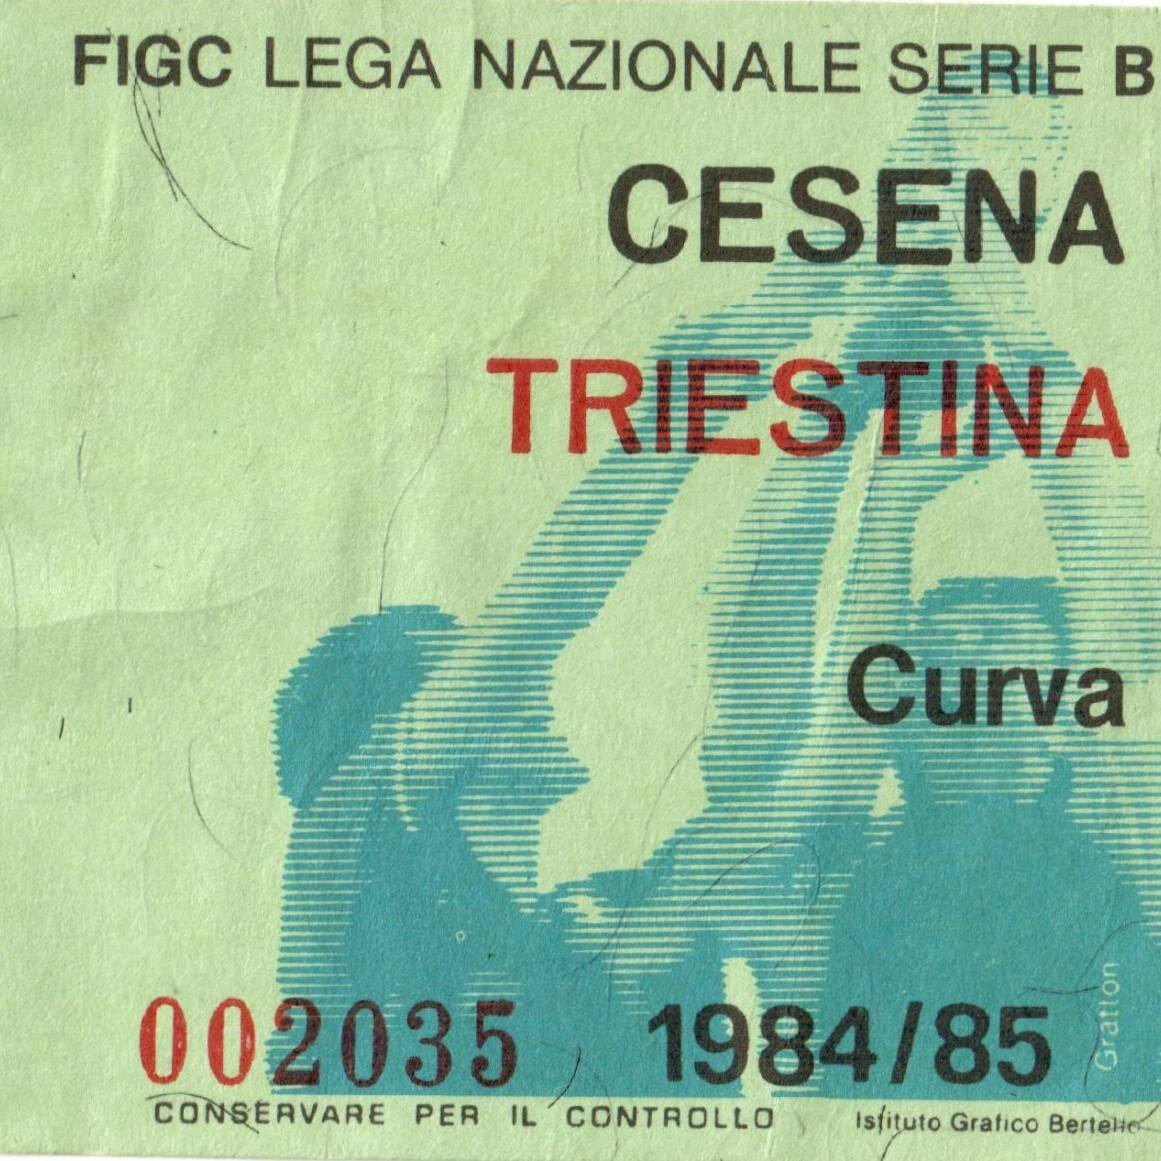 FIGC LEGA NAZIONALE SERIE B
CESENA
TRIESTINA
Curva
002035 1984/85
Gratton
CONSERVARE PER IL CONTROLLO
Istituto Grafico Bertello